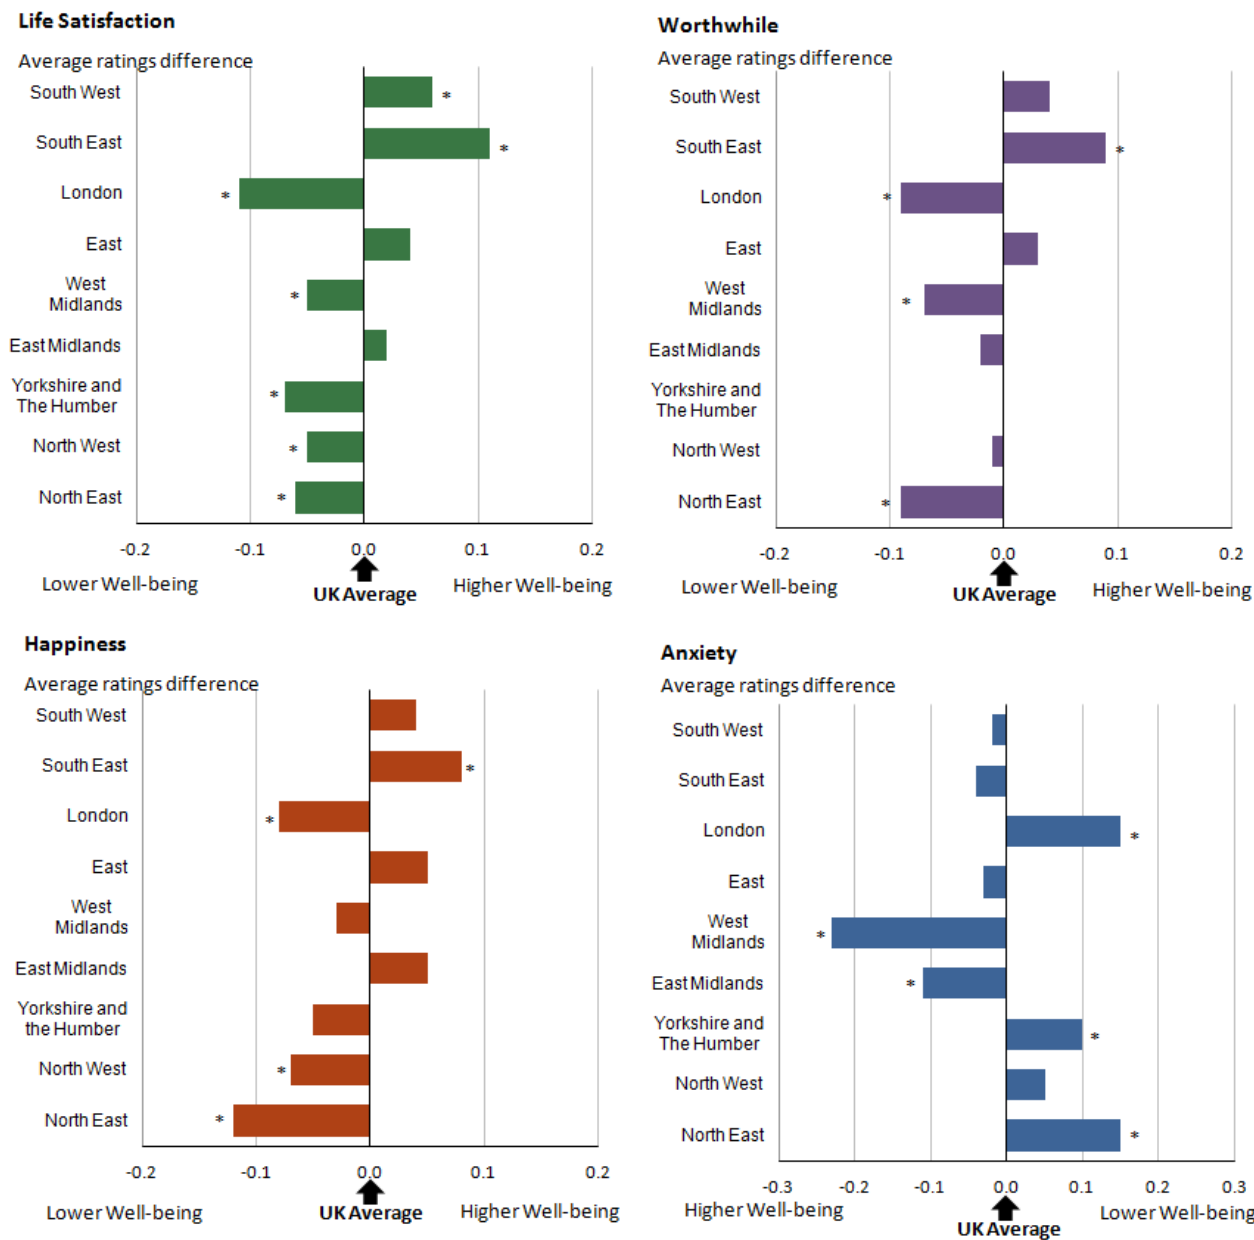 Life Satisfaction
Average ratings difference
South West
*
South East
*
London
*
East
West
Midlands
*
East Midlands
Yorkshire and
The Humber
*
North West
*
North East
*
-0.2 -0.1 0.0 0.1 0.2
Lower Well-being UK Average Higher Well-being
Worthwhile
Average ratings difference
South West
South East
*
London
*
East
West
Midlands
*
East Midlands
Yorkshire and
The Humber
North West
North East
*
-0.2 -0.1 0.0 0.1 0.2
Lower Well-being UK Average Higher Well-being
Happiness
Average ratings difference
South West
South East
*
London
*
East
West
Midlands
East Midlands
Yorkshire and
the Humber
North West
*
North East
*
-0.2 -0.1 0.0 0.1 0.2
Lower Well-being UK Average Higher Well-being
Anxiety
Average ratings difference
South West
South East
London
*
East
West
Midlands
*
East Midlands
*
Yorkshire and
The Humber
*
North West
North East
*
-0.3 -0.2 -0.1 0.0 0.1 0.2 0.3
Higher Well-being UK Average Lower Well-being